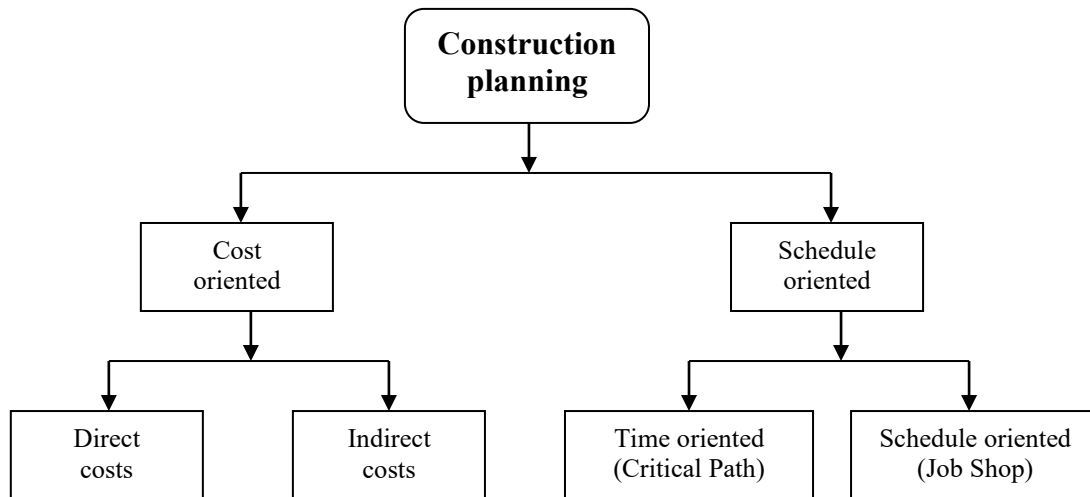 Construction
planning
Cost
oriented
Schedule
oriented
Direct
costs
Indirect
costs
Time oriented
(Critical Path)
Schedule oriented
(Job Shop)